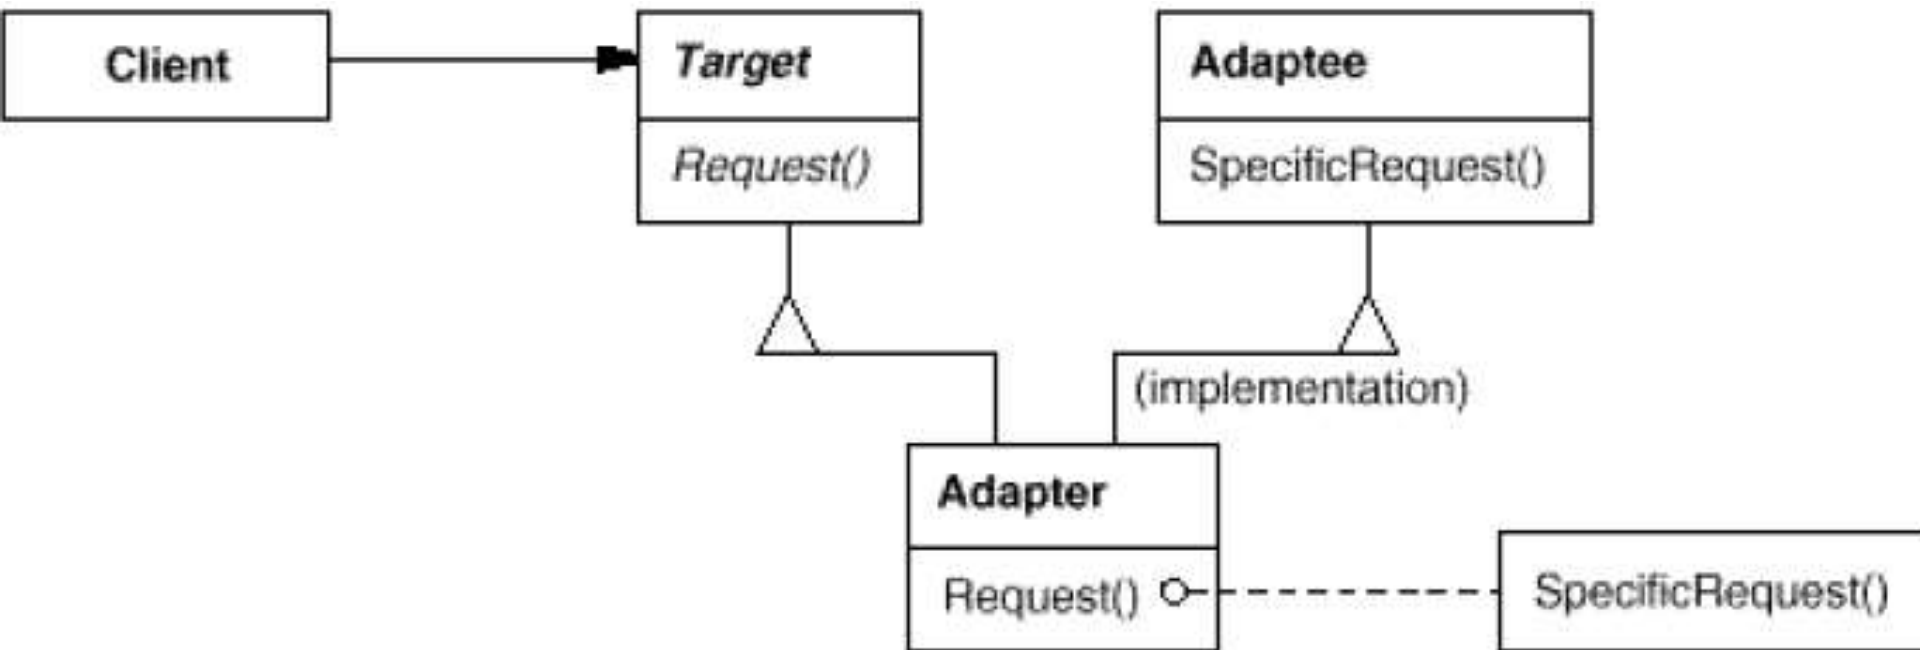 Client
Target
Request()
Adaptee
SpecificRequest()
(implementation)
Adapter
Request()
SpecificRequest()